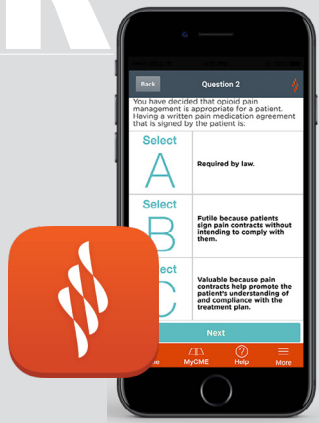 Back
Question 2
You have decided that opioid pain
management is appropriate for a patient.
Having a written pain medication agreement
that is signed by the patient is:
Select
A
Required by law.
Select
B
Futile because patients
sign pain contracts without
intending to comply with
them.
ect
C
Valuable because pain
contracts help promote the
patient's understanding of
and compliance with the
treatment plan.
Next
MyCME
Help
More